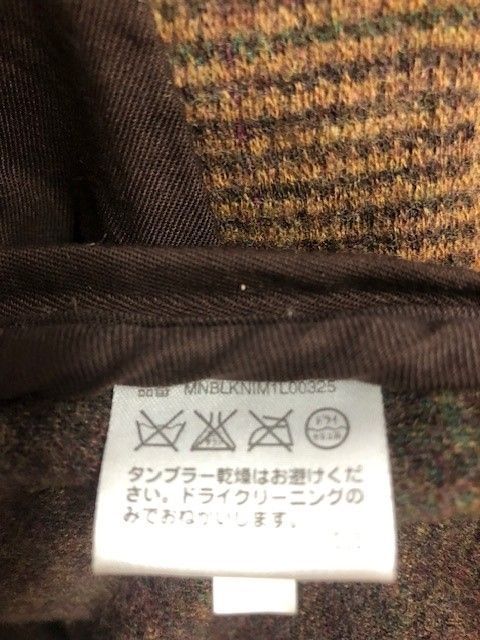 品番 MNBLKNIM1L00325
ドライ
タンブラー乾燥はお避けくだ
さい。ドライクリーニングの
みでおねがいします。